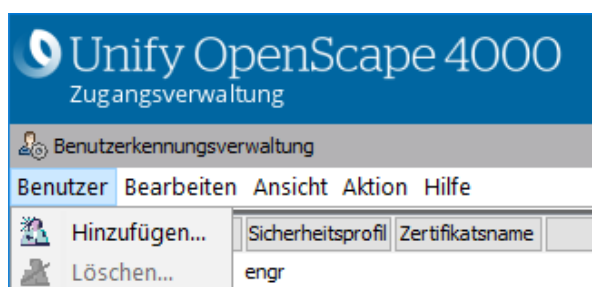 Unify OpenScape 4000
Zugangsverwaltung
Benutzerkennungsverwaltung
Benutzer Bearbeiten Ansicht Aktion Hilfe
Hinzufügen... Sicherheitsprofil Zertifikatsname
Löschen... engr